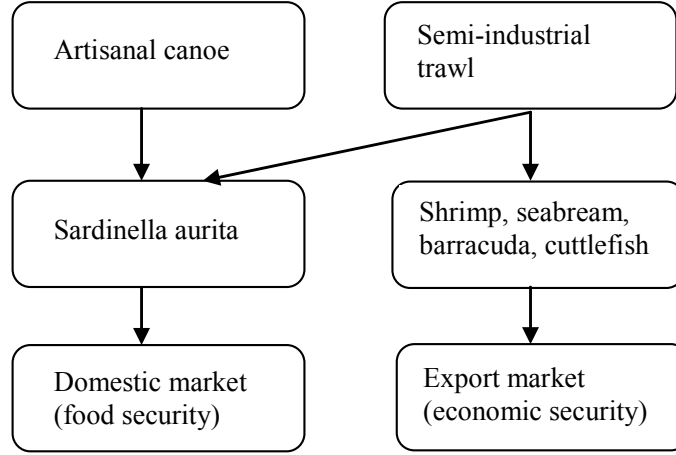 Artisanal canoe
Semi-industrial
trawl
Sardinella aurita
Shrimp, seabream,
barracuda, cuttlefish
Domestic market
(food security)
Export market
(economic security)